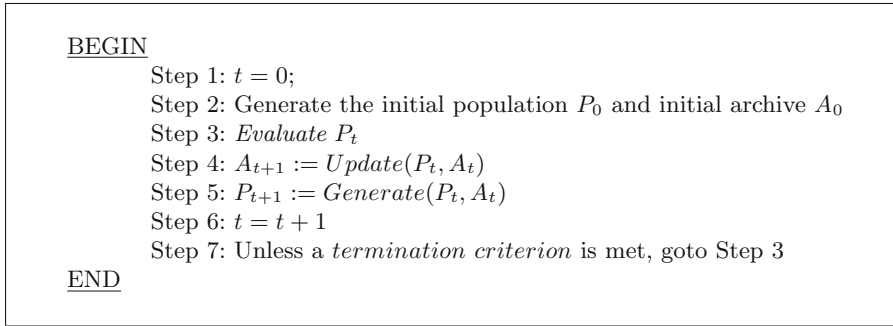 BEGIN
Step 1: t = 0;
Step 2: Generate the initial population P₀ and initial archive A₀
Step 3: Evaluate Pₜ
Step 4: Aₜ₊₁ := Update(Pₜ, Aₜ)
Step 5: Pₜ₊₁ := Generate(Pₜ, Aₜ)
Step 6: t = t + 1
Step 7: Unless a termination criterion is met, goto Step 3
END